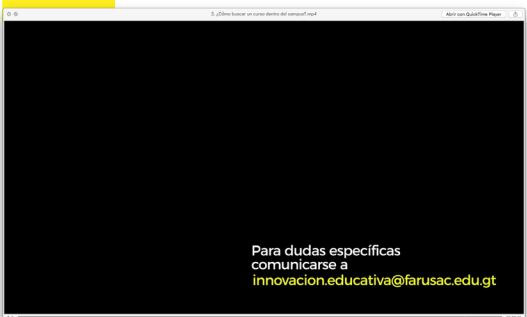 3. ¿Cómo buscar un curso dentro del campus?.mp4
Abrir con QuickTime Player
Para dudas específicas
comunicarse a
innovacion.educativa@farusac.edu.gt